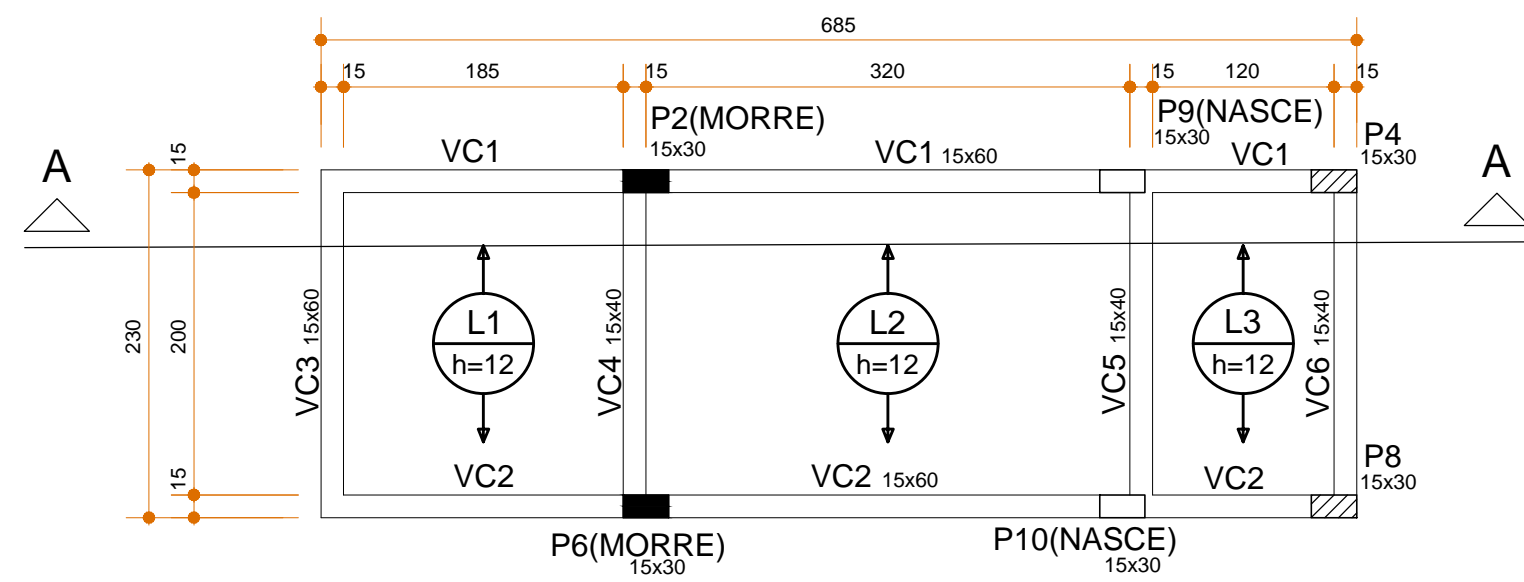 685
15 185 15 320 15 120 15
P2(MORRE)
15x30
P9(NASCE)
15x30
P4
15x30
A
15
VC1
VC1 15x60
VC1
A
230
200
VC3 15x60
L1
h=12
VC4 15x40
L2
h=12
VC5 15x40
L3
h=12
VC6 15x40
15
VC2
VC2 15x60
VC2
P8
15x30
P6(MORRE)
15x30
P10(NASCE)
15x30